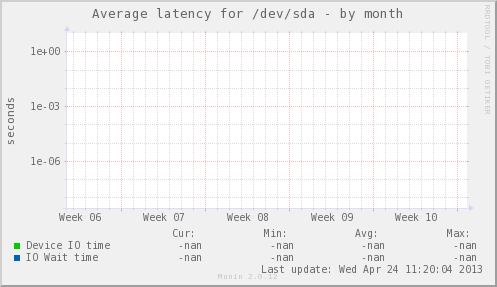 Average latency for /dev/sda - by month
RRDTOOL / TOBI OETIKER
seconds
1e+00
1e-03
1e-06
Week 06 Week 07 Week 08 Week 09 Week 10
Cur: Min: Avg: Max:
Device IO time -nan -nan -nan -nan
IO Wait time -nan -nan -nan -nan
Last update: Wed Apr 24 11:20:04 2013
Munin 2.0.12